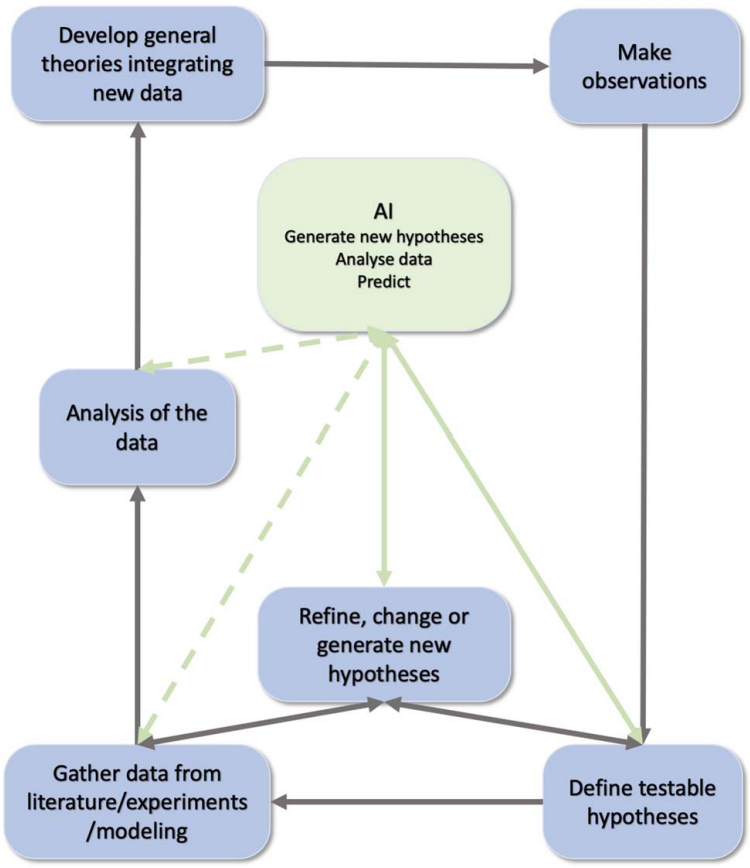 Develop general
theories integrating
new data
Make
observations
AI
Generate new hypotheses
Analyse data
Predict
Analysis of the
data
Refine, change or
generate new
hypotheses
Gather data from
literature/experiments
/modeling
Define testable
hypotheses